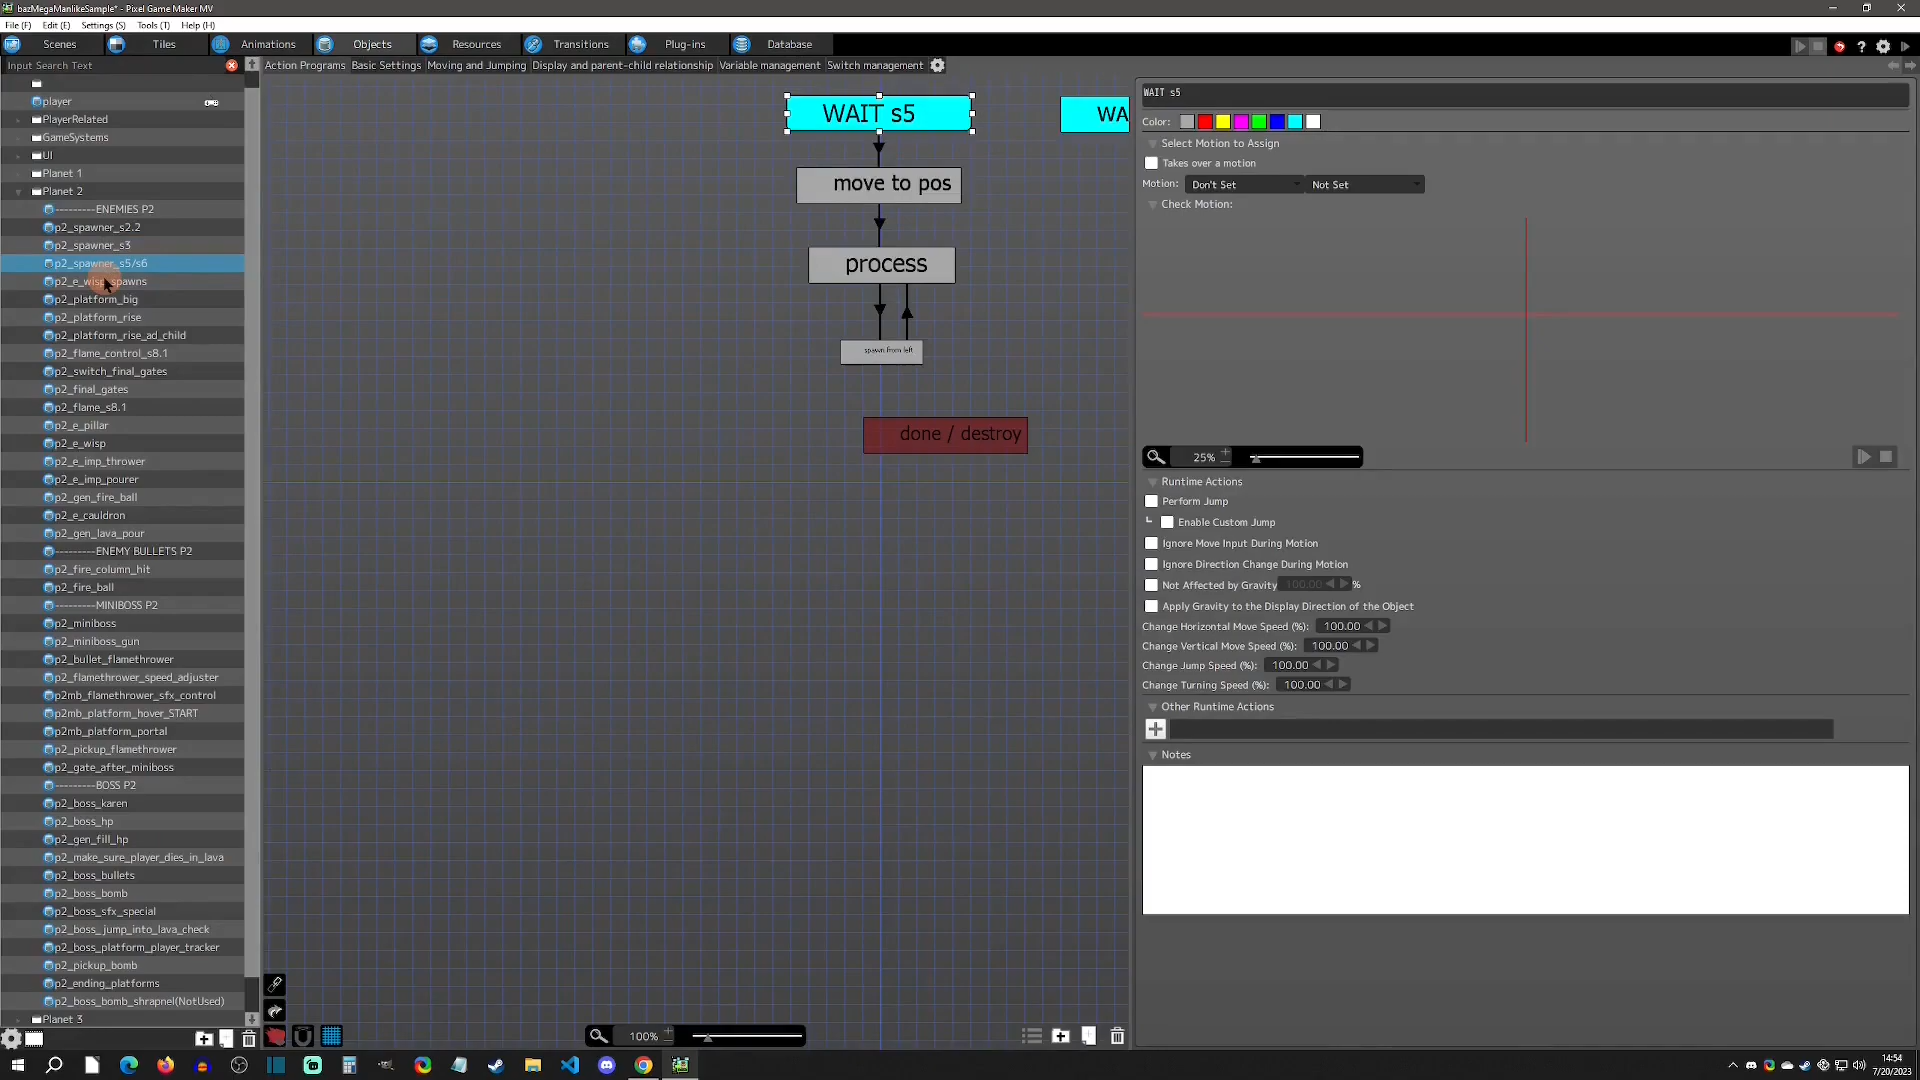 bazMegaManlikeSample* - Pixel Game Maker MV
File (F) Edit (E) Settings (S) Tools (T) Help (H)
Scenes Tiles Animations Objects Resources Transitions Plug-ins Database
Input Search Text
Action Programs Basic Settings Moving and Jumping Display and parent-child relationship Variable management Switch management
player
PlayerRelated
GameSystems
UI
Planet 1
Planet 2
---------ENEMIES P2
p2_spawner_s2.2
p2_spawner_s3
p2_spawner_s5/s6
p2_e_wisp_spawns
p2_platform_big
p2_platform_rise
p2_platform_rise_ad_child
p2_flame_control_s8.1
p2_switch_final_gates
p2_final_gates
p2_flame_s8.1
p2_e_pillar
p2_e_wisp
p2_e_imp_thrower
p2_e_imp_pourer
p2_gen_fire_ball
p2_e_cauldron
p2_gen_lava_pour
---------ENEMY BULLETS P2
p2_fire_column_hit
p2_fire_ball
---------MINIBOSS P2
p2_miniboss
p2_miniboss_gun
p2_bullet_flamethrower
p2_flamethrower_speed_adjuster
p2mb_flamethrower_sfx_control
p2mb_platform_hover_START
p2mb_platform_portal
p2_pickup_flamethrower
p2_gate_after_miniboss
---------BOSS P2
p2_boss_karen
p2_boss_hp
p2_gen_fill_hp
p2_make_sure_player_dies_in_lava
p2_boss_bullets
p2_boss_bomb
p2_boss_sfx_special
p2_boss_jump_into_lava_check
p2_boss_platform_player_tracker
p2_pickup_bomb
p2_ending_platforms
p2_boss_bomb_shrapnel(NotUsed)
Planet 3
WAIT s5
WA
move to pos
process
spawn from left
done / destroy
100%
WAIT s5
Color:
Select Motion to Assign
Takes over a motion
Motion: Don't Set Not Set
Check Motion:
25%
Runtime Actions
Perform Jump
Enable Custom Jump
Ignore Move Input During Motion
Ignore Direction Change During Motion
Not Affected by Gravity 100.00 %
Apply Gravity to the Display Direction of the Object
Change Horizontal Move Speed (%): 100.00
Change Vertical Move Speed (%): 100.00
Change Jump Speed (%): 100.00
Change Turning Speed (%): 100.00
Other Runtime Actions
Notes
14:54
7/20/2023